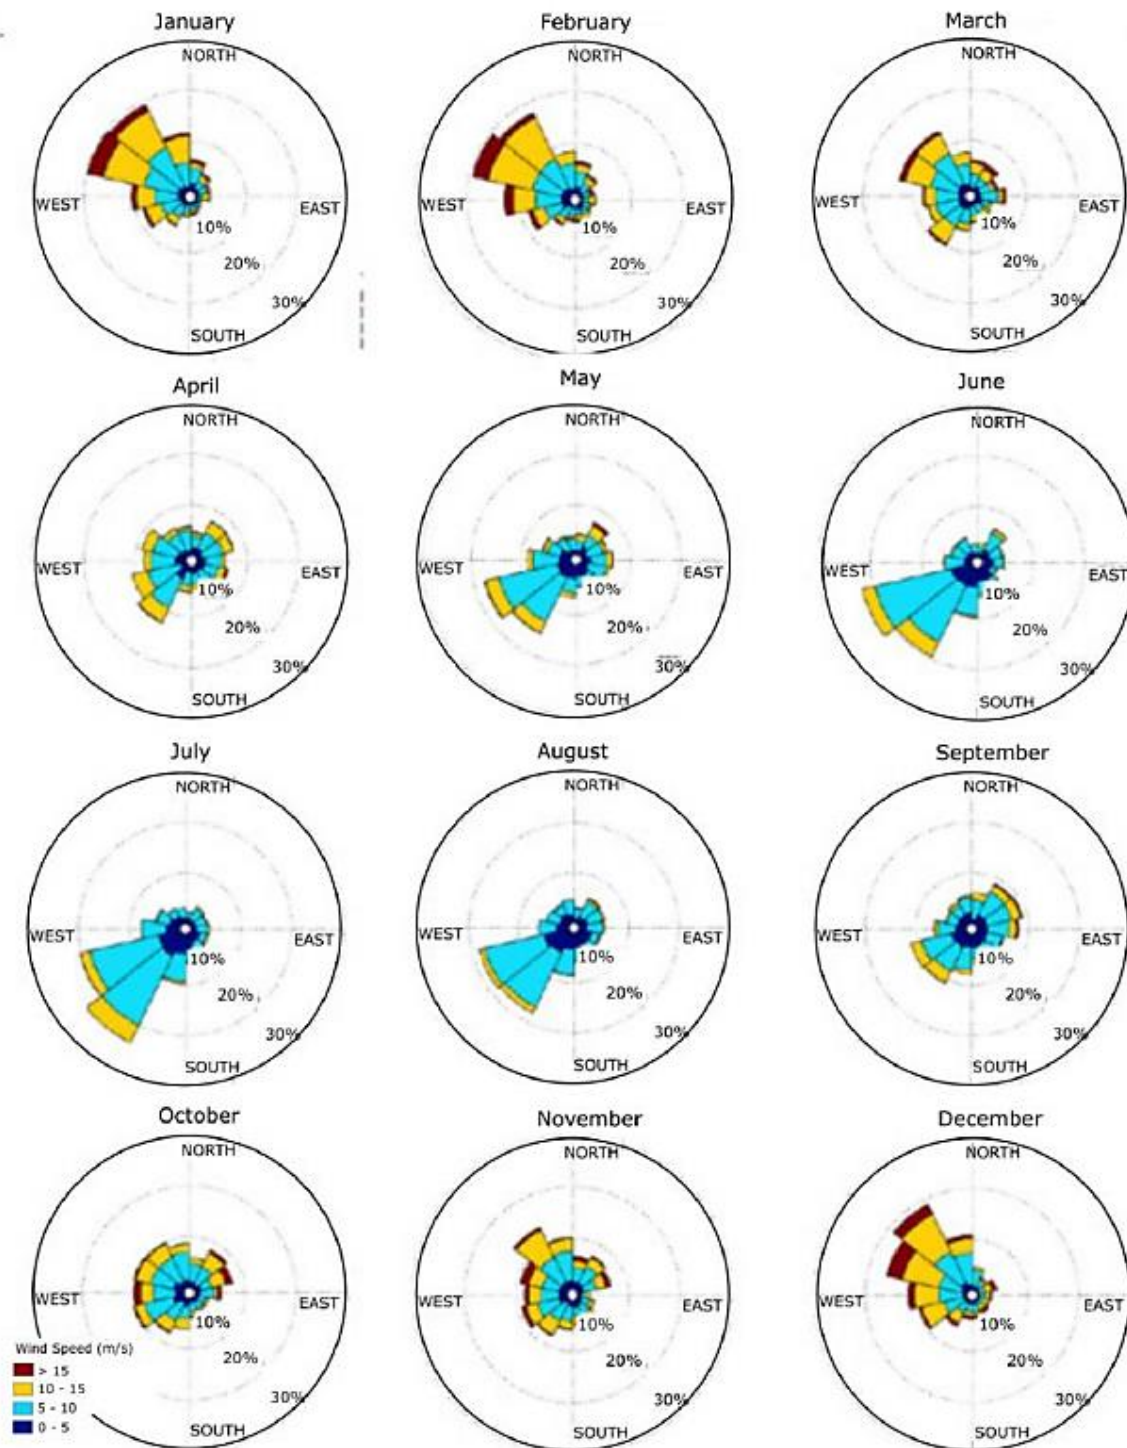 January
NORTH
WEST
EAST
10%
20%
30%
SOUTH
February
NORTH
WEST
EAST
10%
20%
30%
SOUTH
March
NORTH
WEST
EAST
10%
20%
30%
SOUTH
April
NORTH
WEST
EAST
10%
20%
30%
SOUTH
May
NORTH
WEST
EAST
10%
20%
30%
SOUTH
June
NORTH
WEST
EAST
10%
20%
30%
SOUTH
July
NORTH
WEST
EAST
10%
20%
30%
SOUTH
August
NORTH
WEST
EAST
10%
20%
30%
SOUTH
September
NORTH
WEST
EAST
10%
20%
30%
SOUTH
October
NORTH
WEST
EAST
10%
20%
30%
SOUTH
Wind Speed (m/s)
> 15
10 - 15
5 - 10
0 - 5
November
NORTH
WEST
EAST
10%
20%
30%
SOUTH
December
NORTH
WEST
EAST
10%
20%
30%
SOUTH